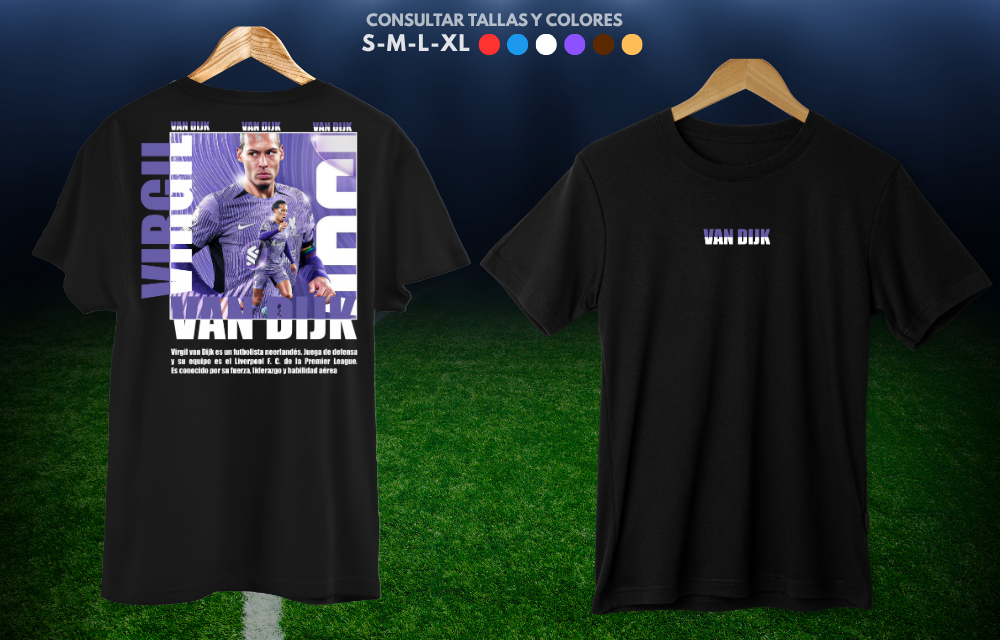 CONSULTAR TALLAS Y COLORES
S-M-L-XL
VAN DIJK VAN DIJK VAN DIJK
VIRGIL
VIRGIL
VAN DIJK
Virgil van Dijk es un futbolista neerlandés. Juega de defensa
y su equipo es el Liverpool F. C. de la Premier League.
Es conocido por su fuerza, liderazgo y habilidad aérea
VAN DIJK